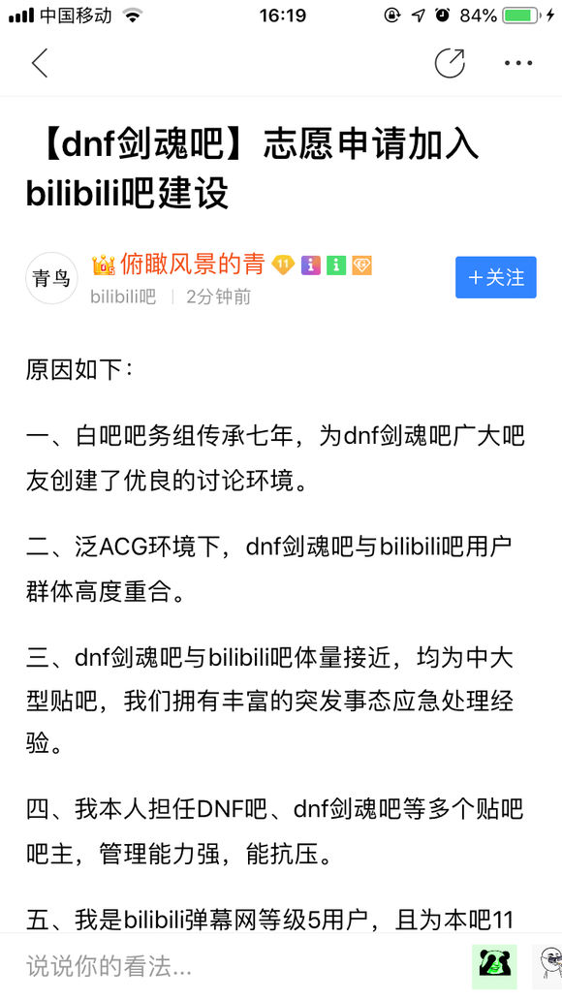 中国移动
16:19
84%
【dnf剑魂吧】志愿申请加入
bilibili吧建设
青鸟
俯瞰风景的青
11
bilibili吧
2分钟前
+关注
原因如下：
一、白吧吧务组传承七年，为dnf剑魂吧广大吧
友创建了优良的讨论环境。
二、泛ACG环境下，dnf剑魂吧与bilibili吧用户
群体高度重合。
三、dnf剑魂吧与bilibili吧体量接近，均为中大
型贴吧，我们拥有丰富的突发事态应急处理经
验。
四、我本人担任DNF吧、dnf剑魂吧等多个贴吧
吧主，管理能力强，能抗压。
五、我是bilibili弹幕网等级5用户，且为本吧11
说说你的看法...